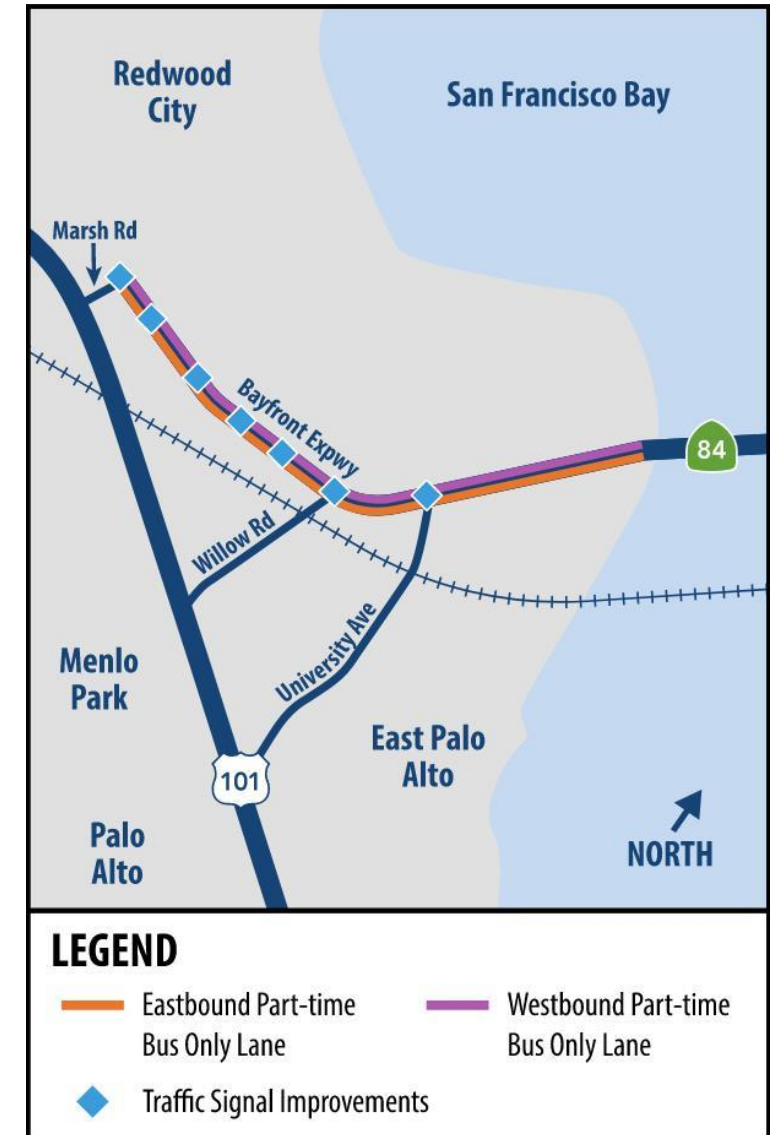 Redwood
City
San Francisco Bay
Marsh Rd
Bayfront Expwy
84
Willow Rd
University Ave
Menlo
Park
East Palo
Alto
101
Palo
Alto
NORTH
LEGEND
Eastbound Part-time
Bus Only Lane
Westbound Part-time
Bus Only Lane
Traffic Signal Improvements